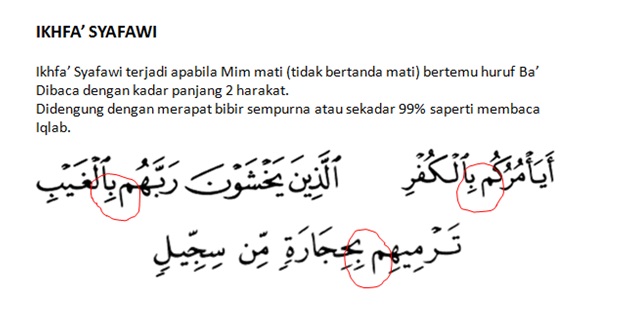 IKHFA’ SYAFAWI
Ikhfa’ Syafawi terjadi apabila Mim mati (tidak bertanda mati) bertemu huruf Ba’
Dibaca dengan kadar panjang 2 harakat.
Didengung dengan merapat bibir sempurna atau sekadar 99% saperti membaca
Iqlab.
أَيَأْمُرُكُم بِٱلْكُفْرِ ٱلَّذِينَ يَخْشَوْنَ رَبَّهُم بِٱلْغَيْبِ
تَرْمِيهِم بِحِجَارَةٍ مِّن سِجِّيلٍ